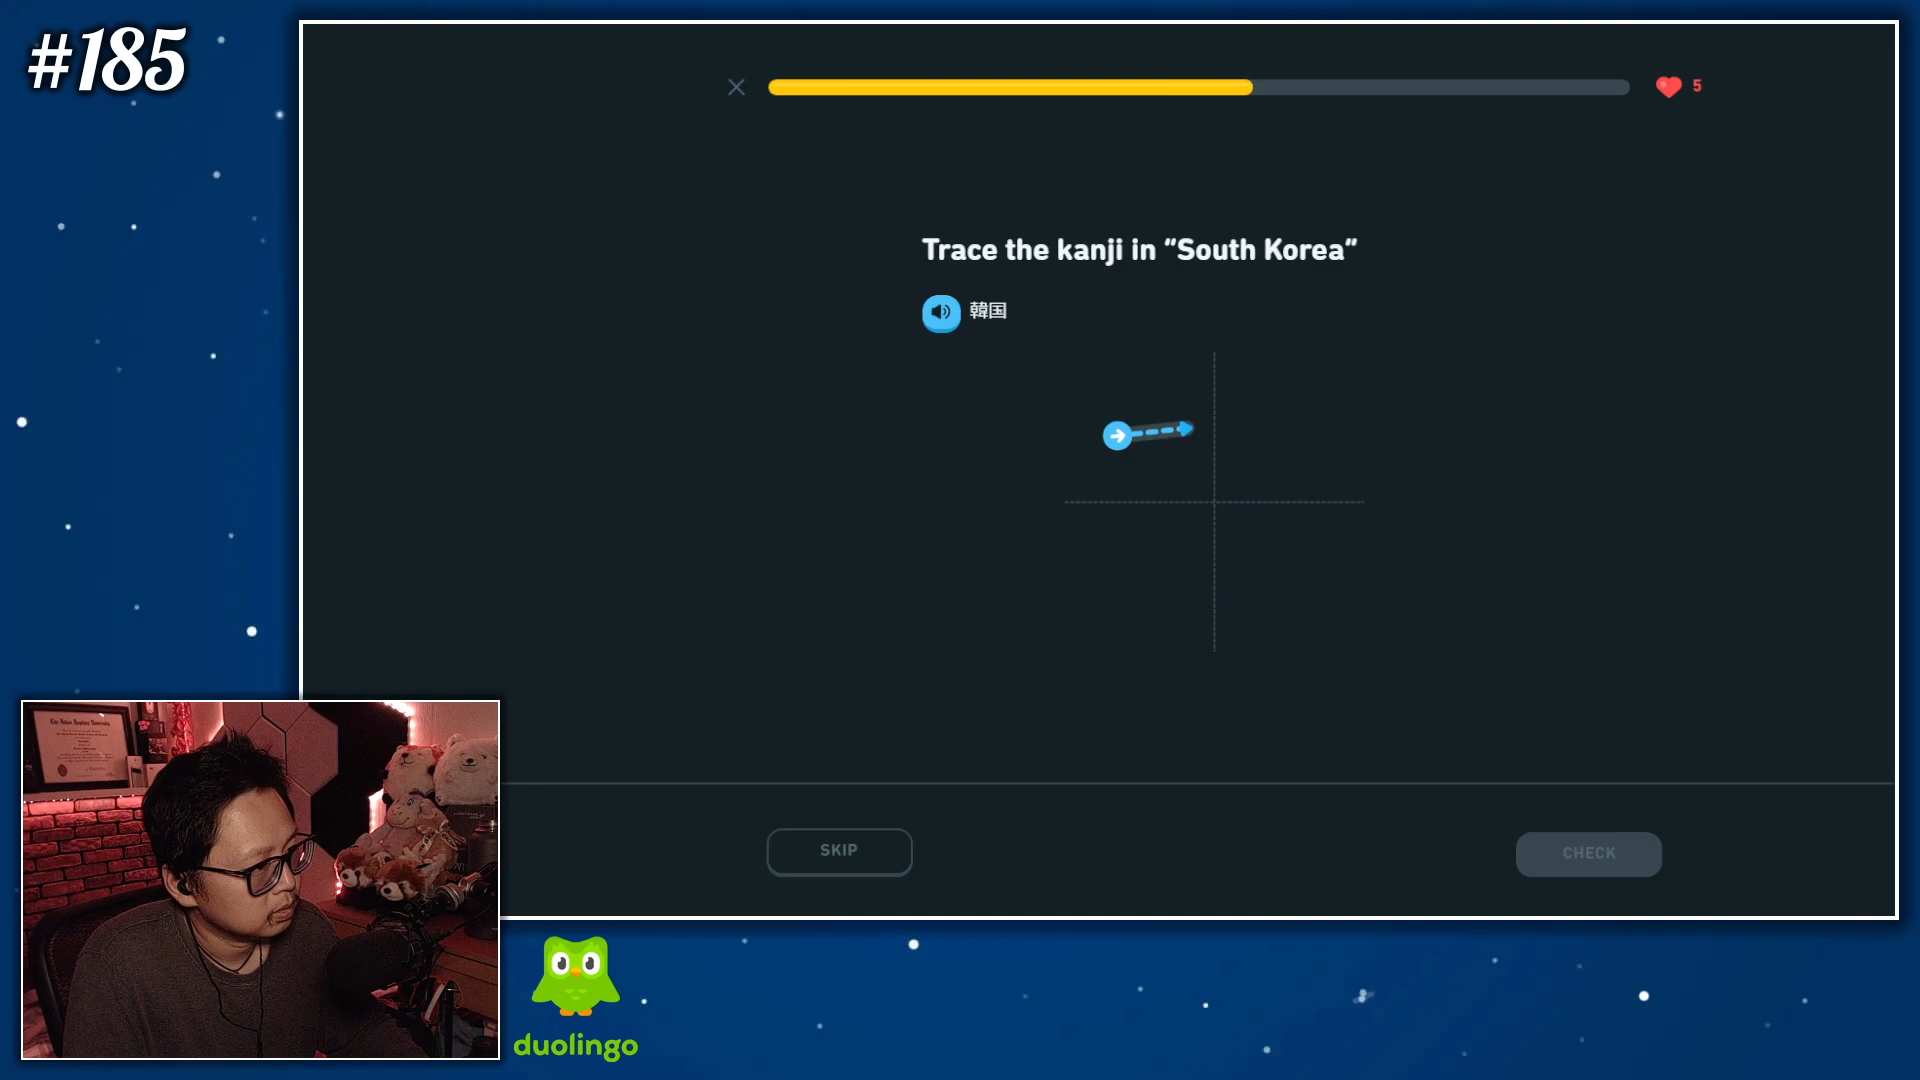 #185
5
Trace the kanji in “South Korea”
韓国
SKIP
CHECK
duolingo